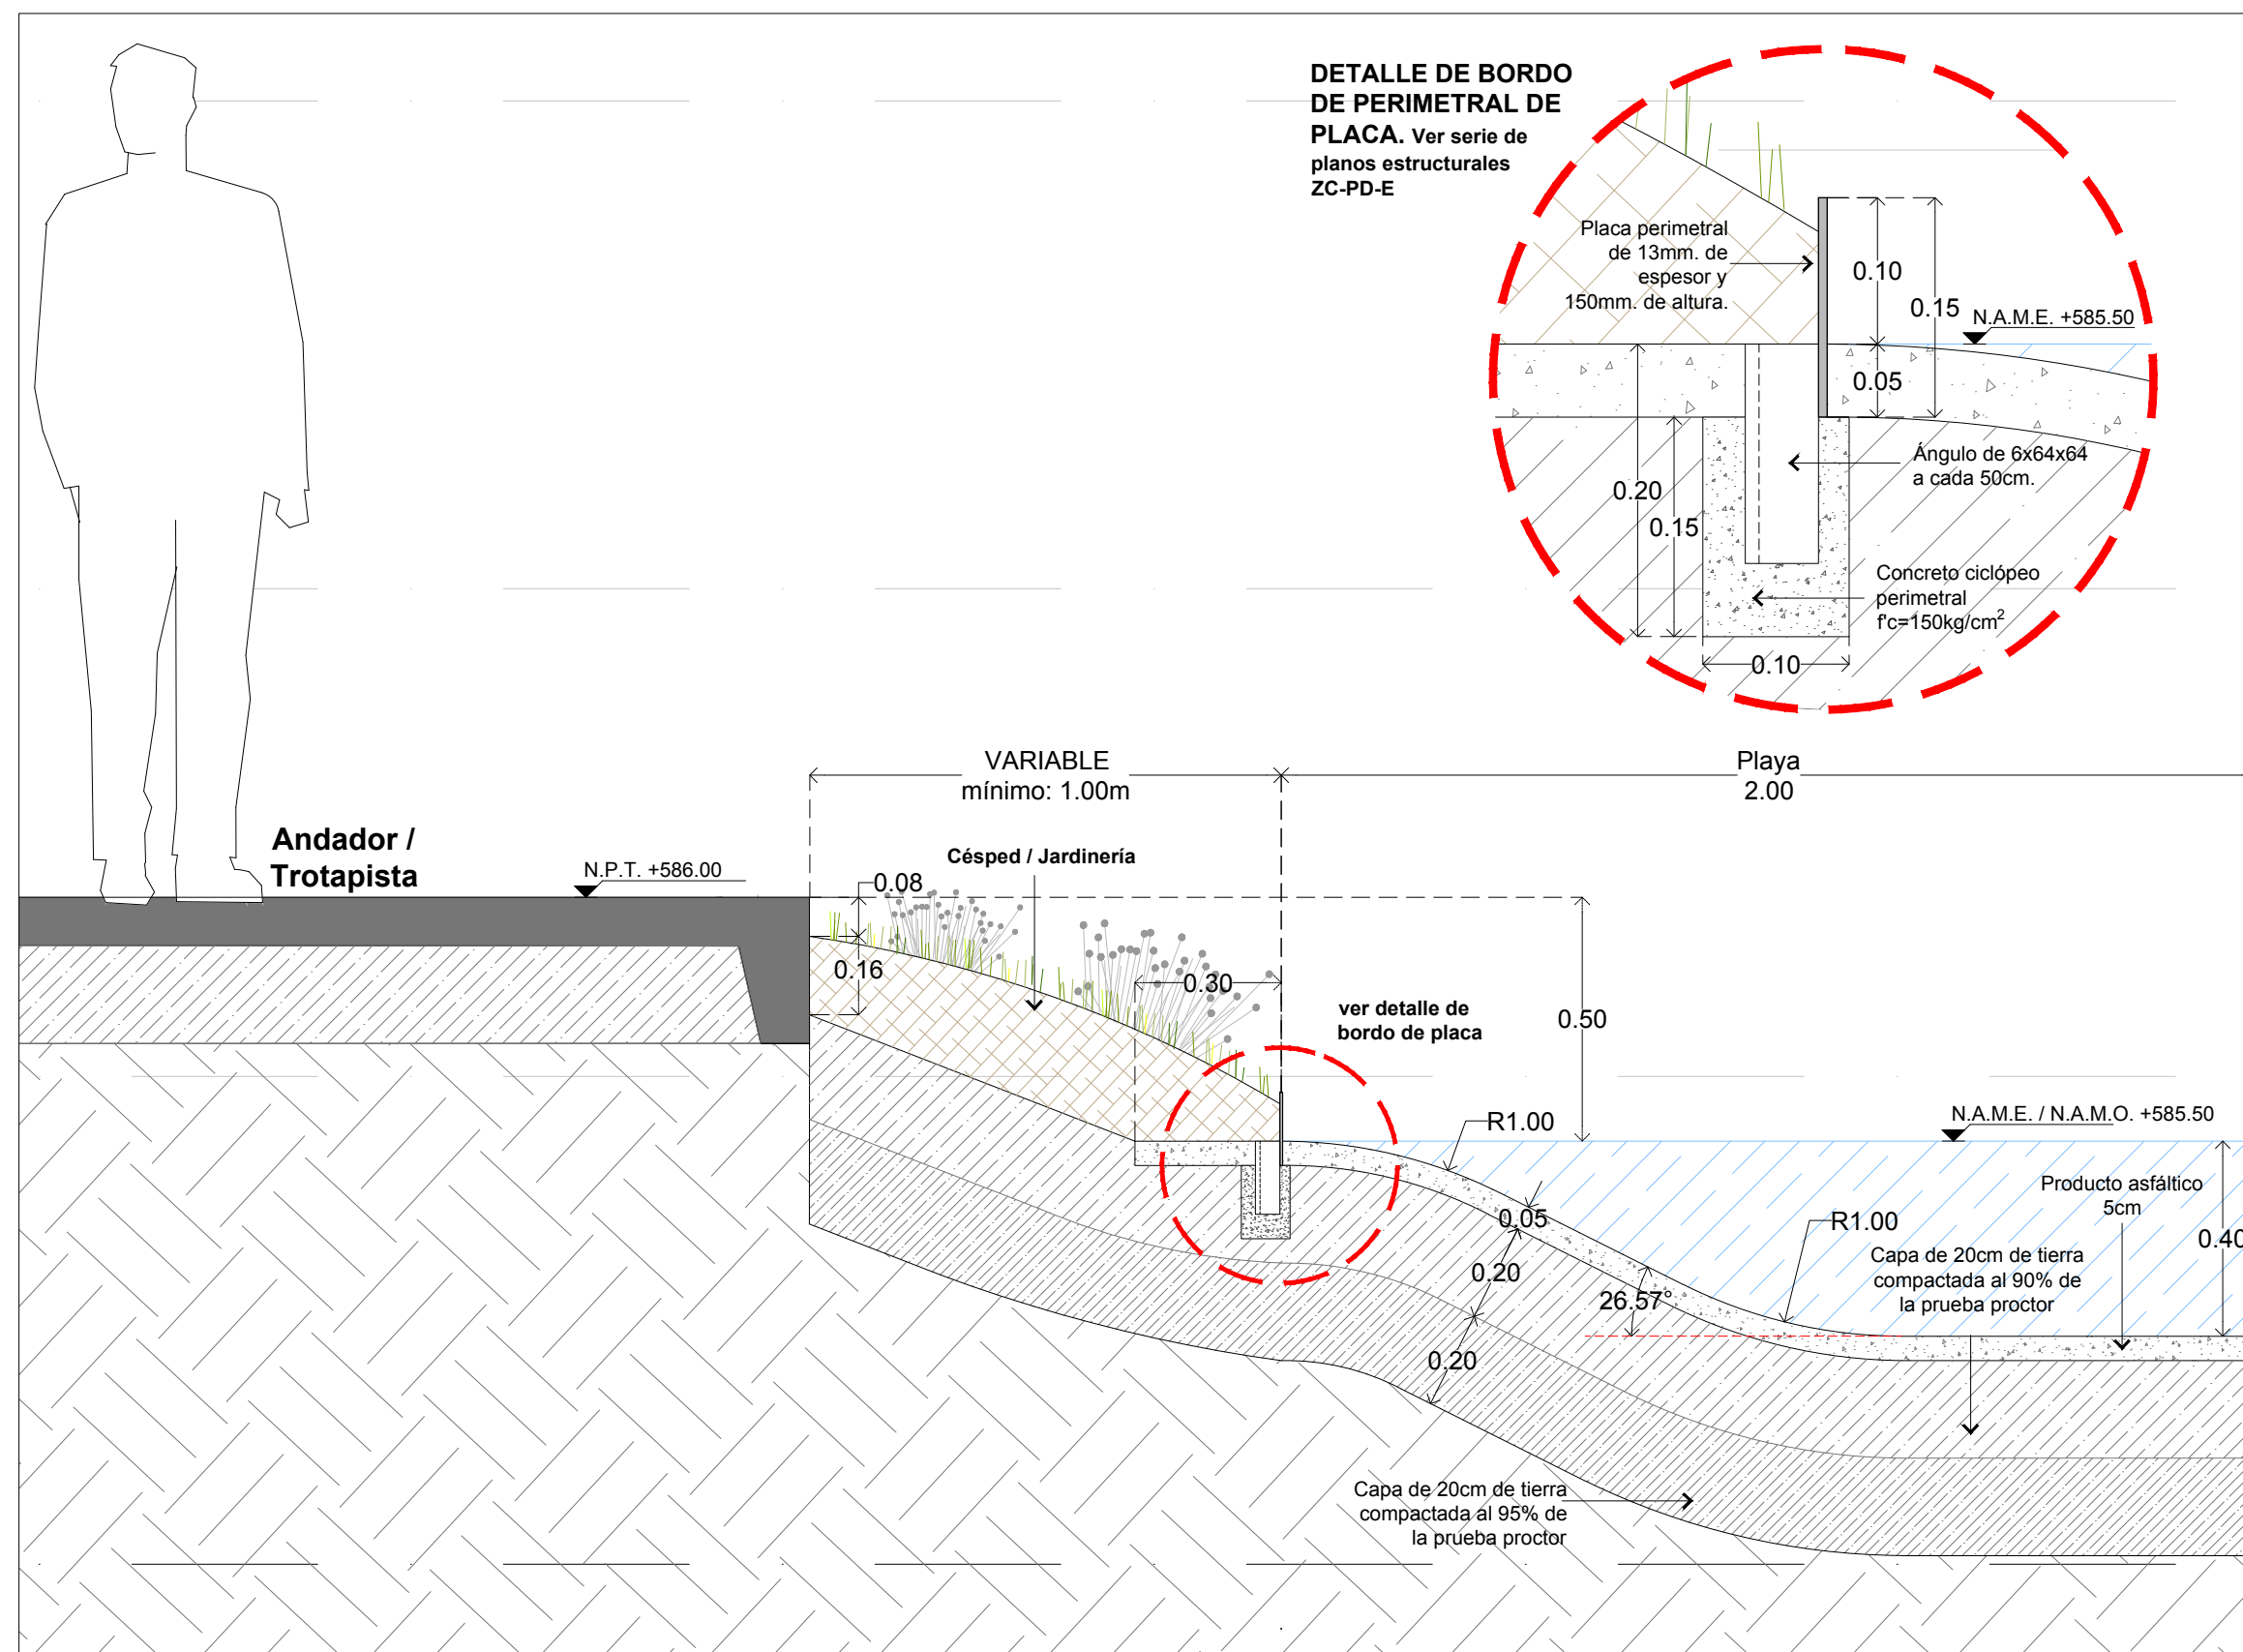 DETALLE DE BORDO
DE PERIMETRAL DE
PLACA. Ver serie de
planos estructurales
ZC-PD-E
Placa perimetral
de 13mm. de
espesor y
150mm. de altura.
0.10
0.15
N.A.M.E. +585.50
0.05
Ángulo de 6x64x64
a cada 50cm.
0.20
0.15
Concreto ciclópeo
perimetral
f'c=150kg/cm²
0.10
VARIABLE
mínimo: 1.00m
Playa
2.00
Andador /
Trotapista
N.P.T. +586.00
Césped / Jardinería
0.08
0.16
0.30
ver detalle de
bordo de placa
0.50
R1.00
N.A.M.E. / N.A.M.O. +585.50
Producto asfáltico
5cm
0.05
R1.00
0.40
Capa de 20cm de tierra
compactada al 90% de
la prueba proctor
0.20
26.57°
0.20
Capa de 20cm de tierra
compactada al 95% de
la prueba proctor